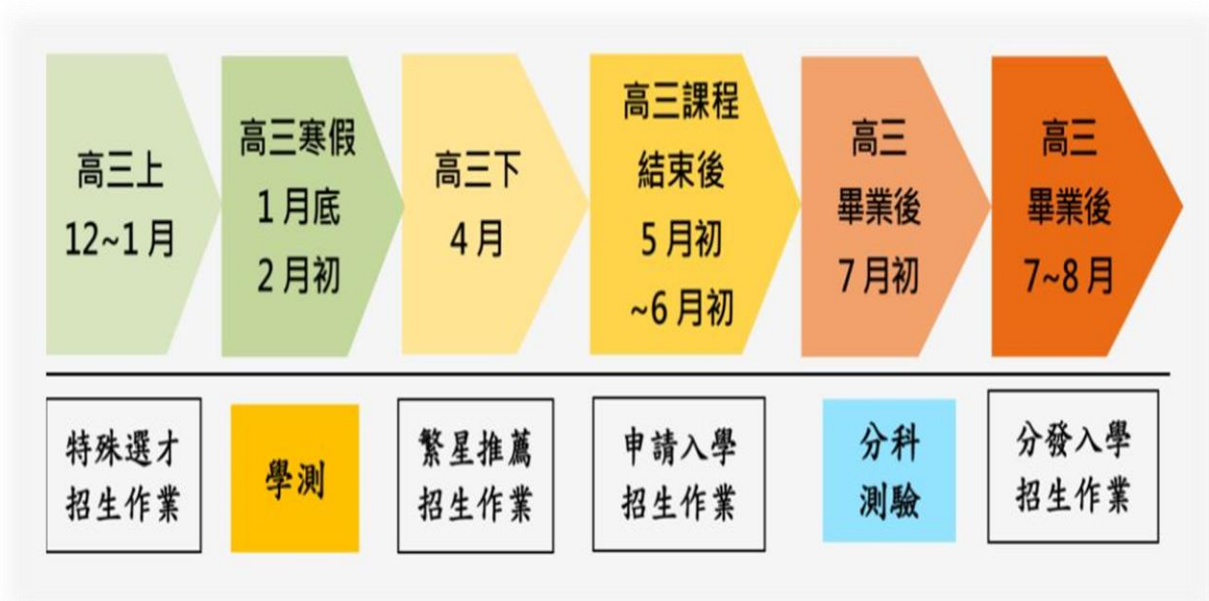 高三上
12~1 月
高三寒假
1 月底
2 月初
高三下
4 月
高三課程
結束後
5 月初
~6 月初
高三
畢業後
7 月初
高三
畢業後
7~8 月
特殊選才
招生作業
學測
繁星推薦
招生作業
申請入學
招生作業
分科
測驗
分發入學
招生作業